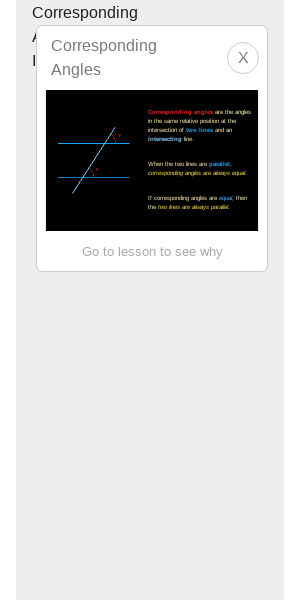 Corresponding
Corresponding
Angles
X
Corresponding angles are the angles
in the same relative position at the
intersection of two lines and an
intersecting line.
When the two lines are parallel,
corresponding angles are always equal.
If corresponding angles are equal, then
the two lines are always parallel.
Go to lesson to see why